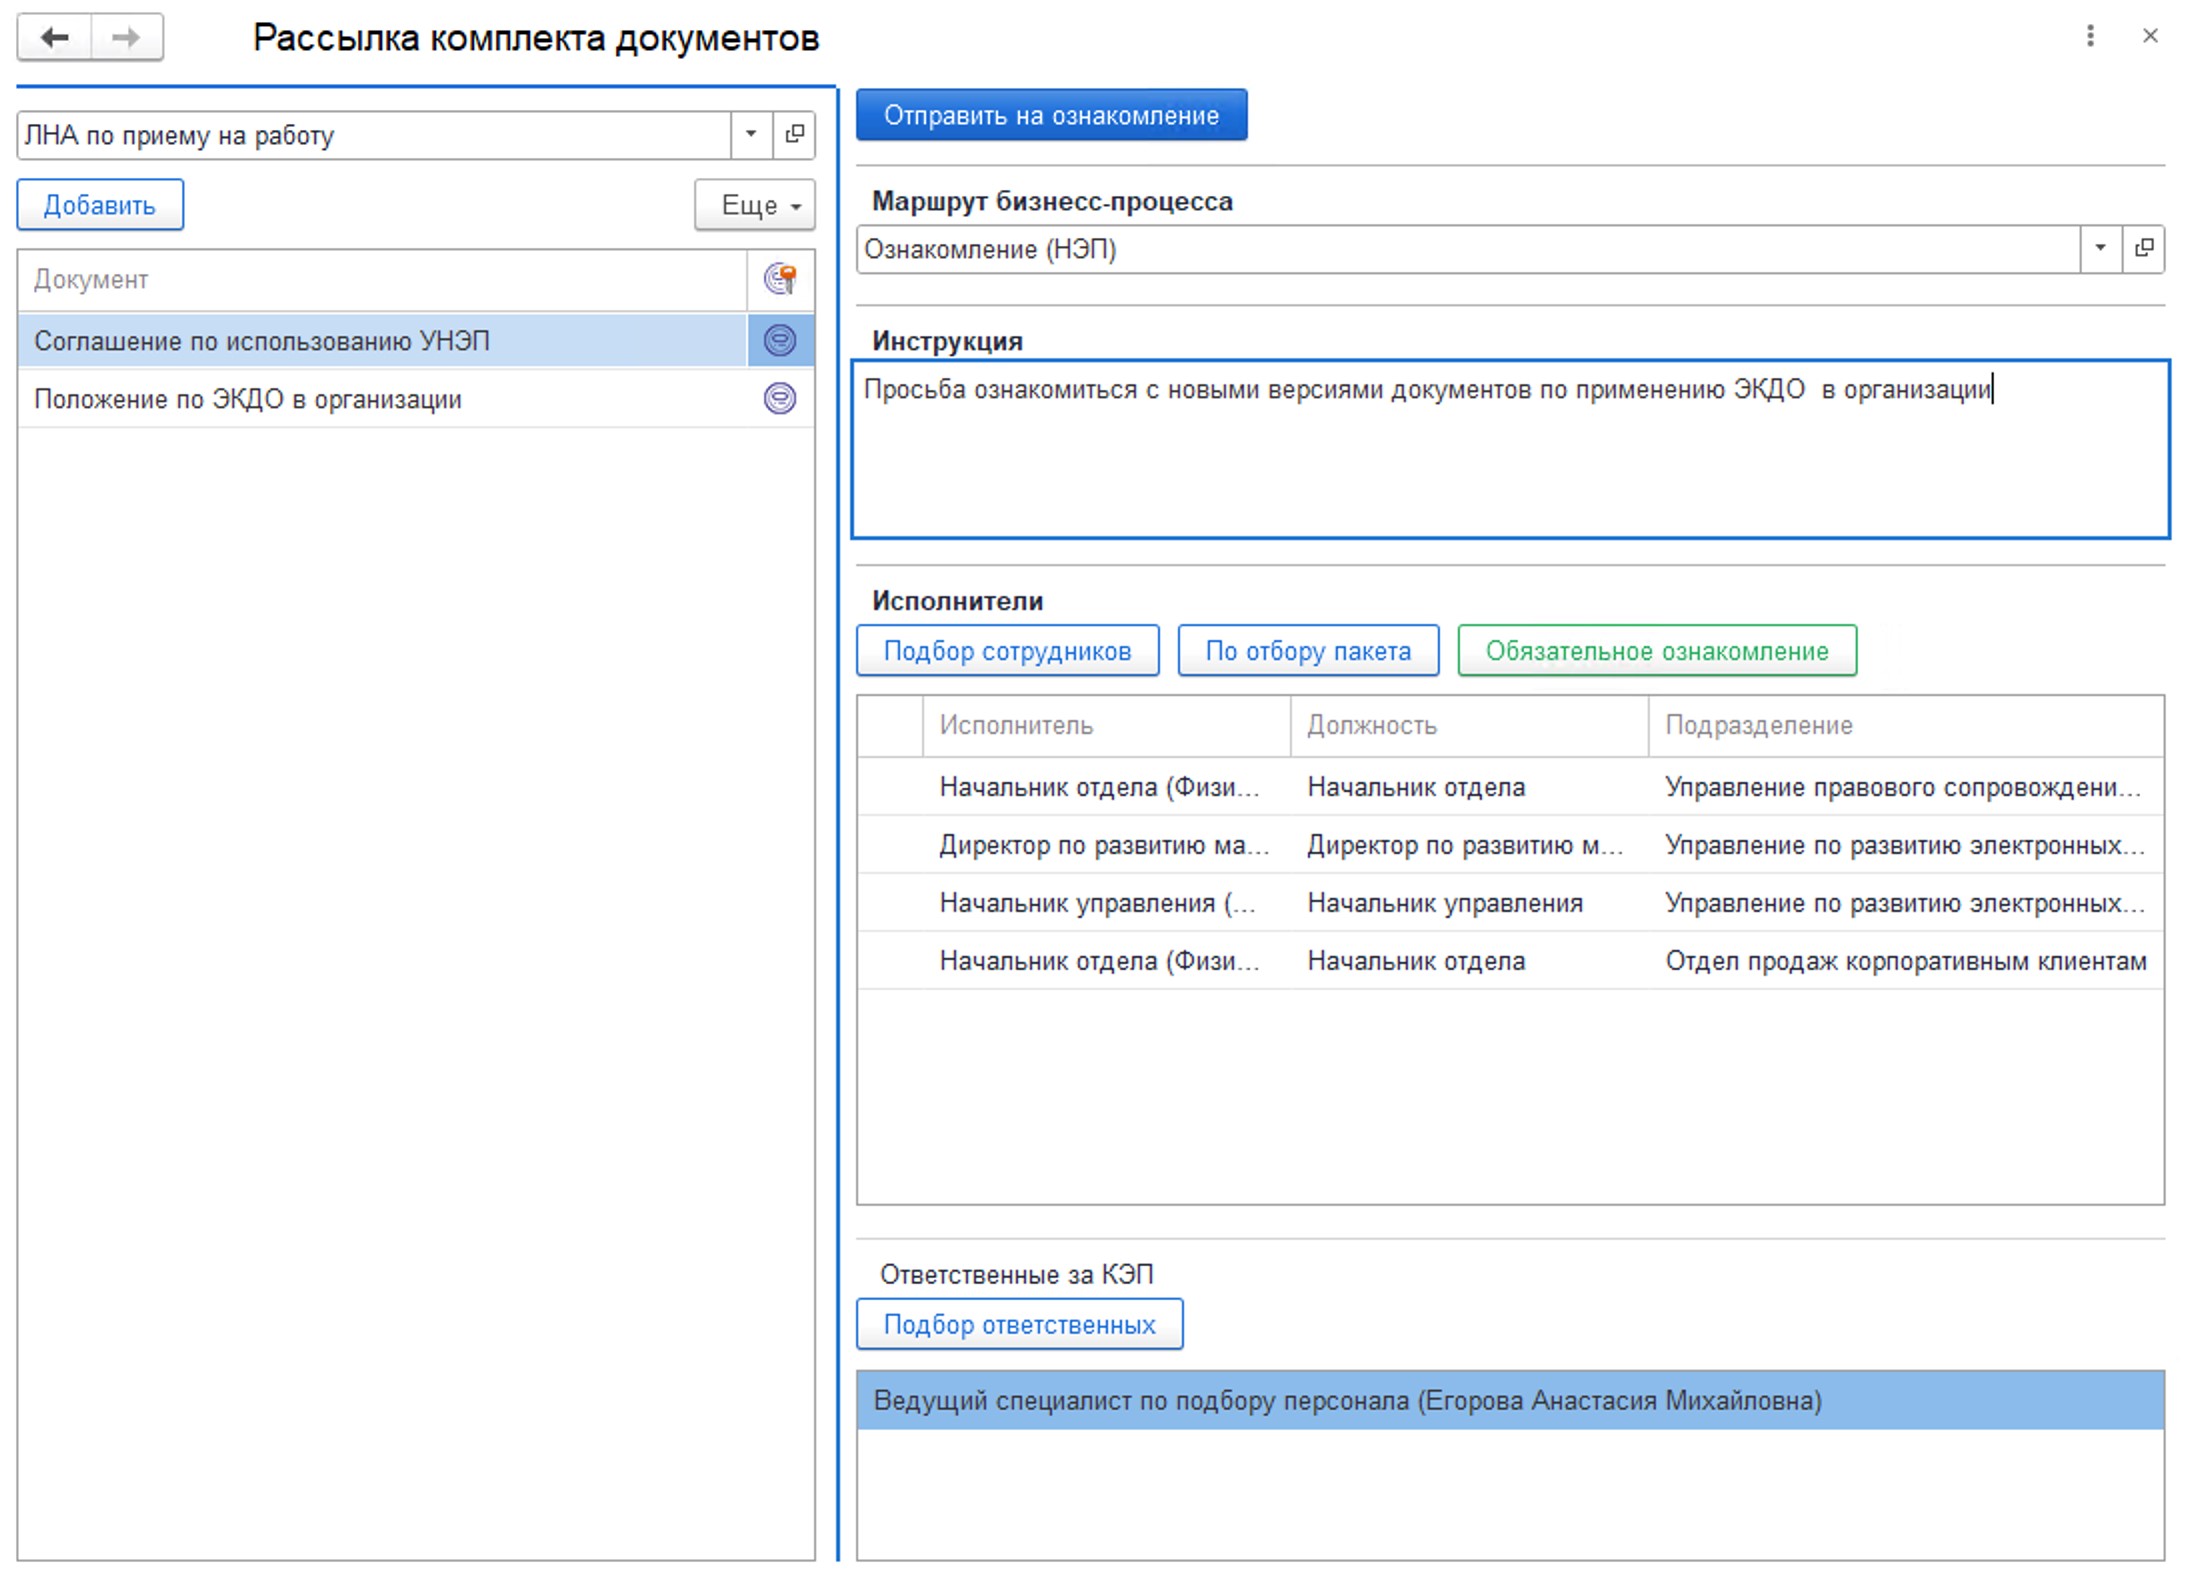 Рассылка комплекта документов
ЛНА по приему на работу
Добавить
Еще
Документ
Соглашение по использованию УНЭП
Положение по ЭКДО в организации
Отправить на ознакомление
Маршрут бизнесс-процесса
Ознакомление (НЭП)
Инструкция
Просьба ознакомиться с новыми версиями документов по применению ЭКДО  в организации
Исполнители
Подбор сотрудников По отбору пакета Обязательное ознакомление
Исполнитель Должность Подразделение
Начальник отдела (Физи... Начальник отдела Управление правового сопровождени...
Директор по развитию ма... Директор по развитию м... Управление по развитию электронных...
Начальник управления (... Начальник управления Управление по развитию электронных...
Начальник отдела (Физи... Начальник отдела Отдел продаж корпоративным клиентам
Ответственные за КЭП
Подбор ответственных
Ведущий специалист по подбору персонала (Егорова Анастасия Михайловна)